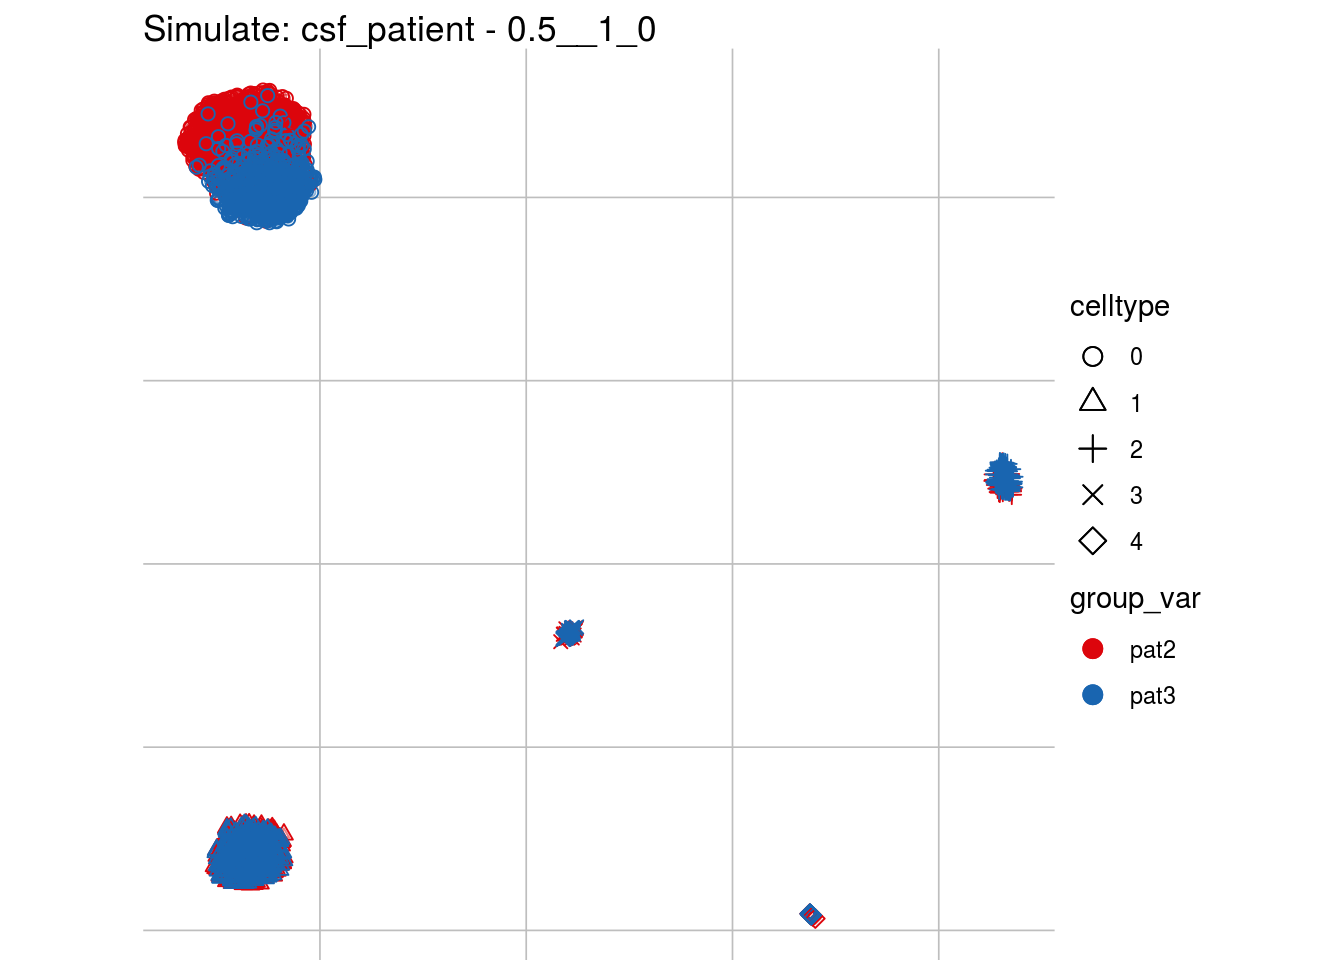 Simulate: csf_patient - 0.5__1_0
celltype
0
1
2
3
4
group_var
pat2
pat3